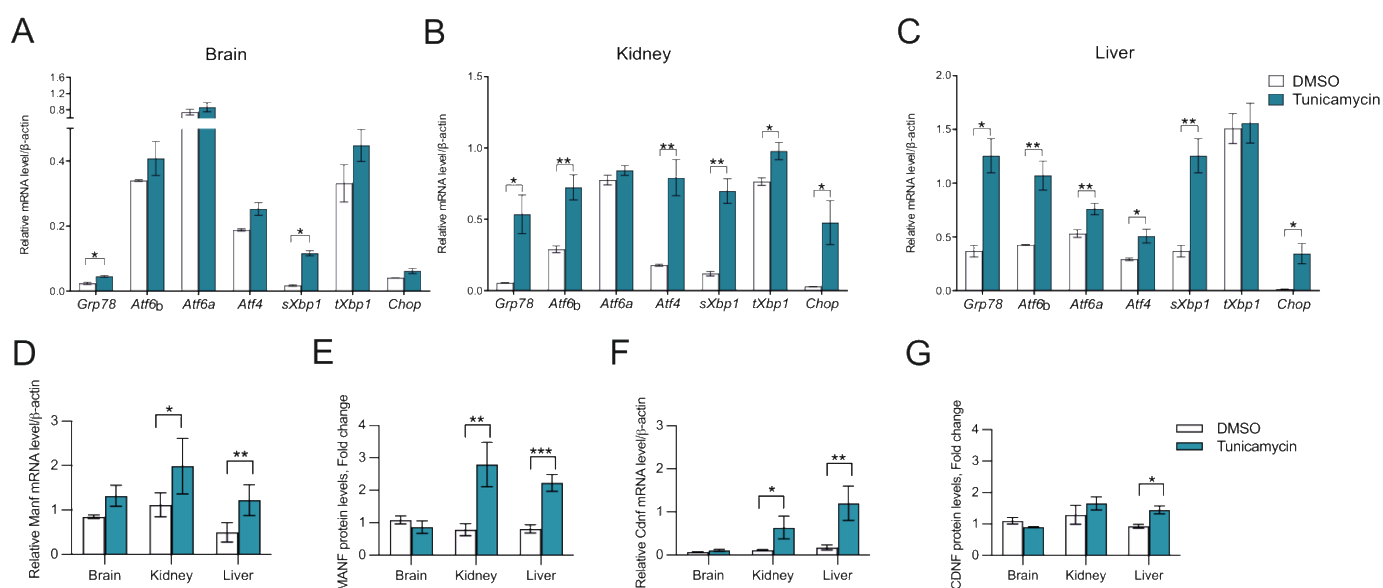 A
Brain
Relative mRNA level/β-actin
1.6
1.2
0.8
0.4
0.2
0.0
*
*
Grp78 Atf6b Atf6a Atf4 sXbp1 tXbp1 Chop
B
Kidney
Relative mRNA level/β-actin
1.5
1.0
0.5
0.0
*
**
**
**
*
*
Grp78 Atf6b Atf6a Atf4 sXbp1 tXbp1 Chop
C
Liver
Relative mRNA level/β-actin
2.0
1.5
1.0
0.5
0.0
*
**
**
*
**
*
Grp78 Atf6b Atf6a Atf4 sXbp1 tXbp1 Chop
DMSO
Tunicamycin
D
Relative Manf mRNA level/β-actin
3
2
1
0
*
**
Brain Kidney Liver
E
MANF protein levels, Fold change
4
3
2
1
0
**
***
Brain Kidney Liver
F
Relative Cdnf mRNA level/β-actin
3
2
1
0
*
**
Brain Kidney Liver
G
CDNF protein levels, Fold change
4
3
2
1
0
*
Brain Kidney Liver
DMSO
Tunicamycin